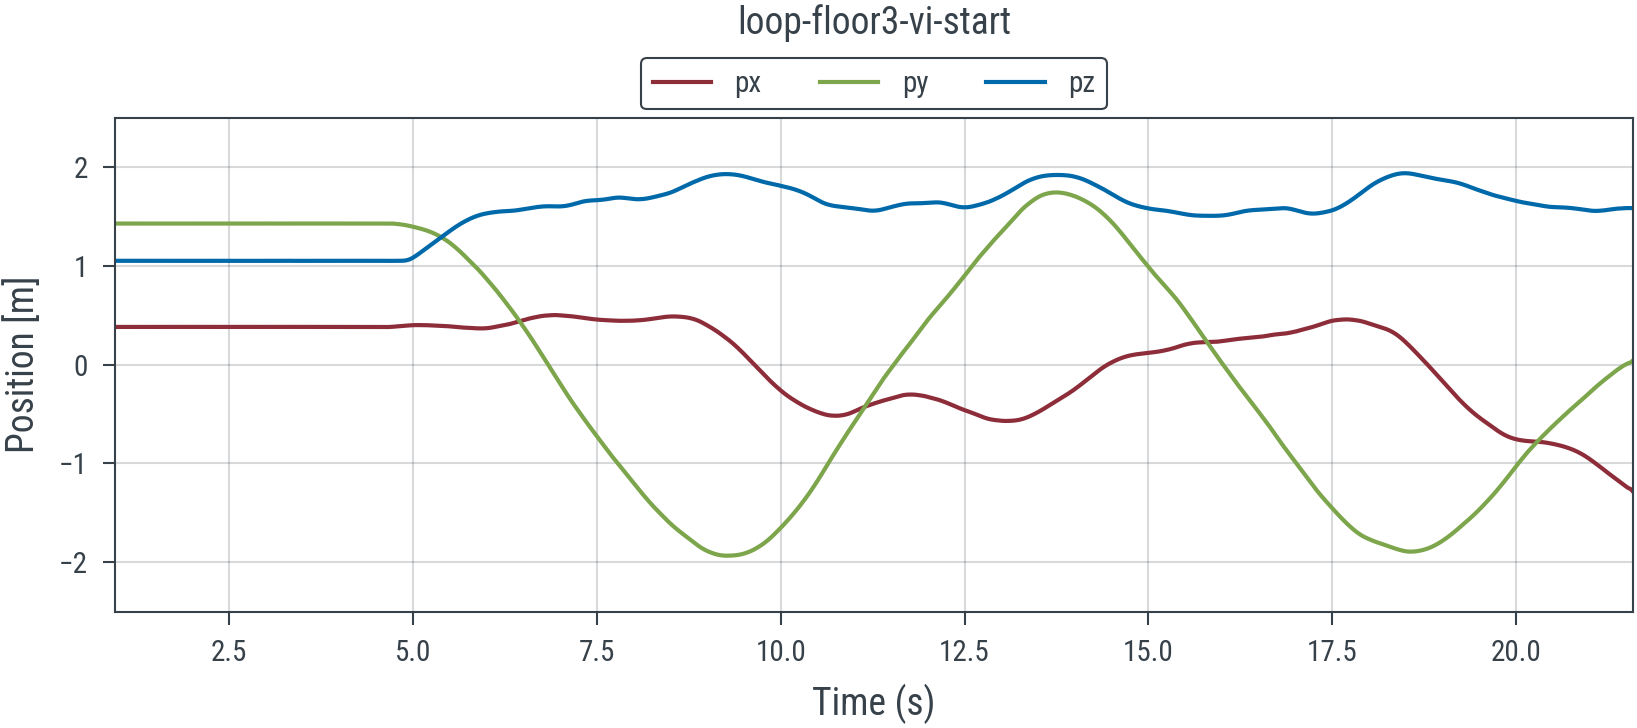 loop-floor3-vi-start
px py pz
Position [m]
2
1
0
−1
−2
2.5 5.0 7.5 10.0 12.5 15.0 17.5 20.0
Time (s)